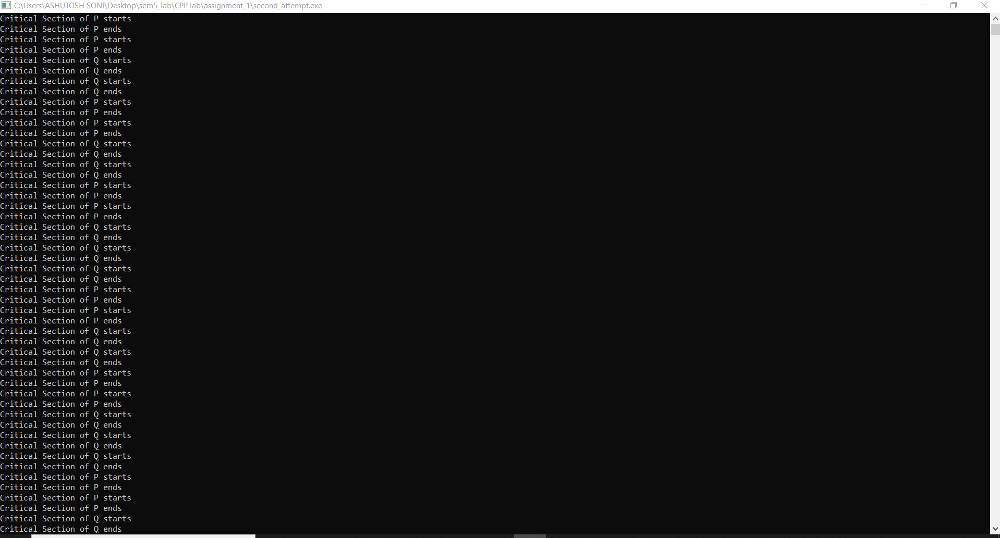 C:\Users\ASHUTOSH SONI\Desktop\sem5_lab\CPP lab\assignment_1\second_attempt.exe
Critical Section of P starts
Critical Section of P ends
Critical Section of P starts
Critical Section of P ends
Critical Section of Q starts
Critical Section of Q ends
Critical Section of Q starts
Critical Section of Q ends
Critical Section of P starts
Critical Section of P ends
Critical Section of P starts
Critical Section of P ends
Critical Section of Q starts
Critical Section of Q ends
Critical Section of Q starts
Critical Section of Q ends
Critical Section of P starts
Critical Section of P ends
Critical Section of P starts
Critical Section of P ends
Critical Section of Q starts
Critical Section of Q ends
Critical Section of Q starts
Critical Section of Q ends
Critical Section of Q starts
Critical Section of Q ends
Critical Section of P starts
Critical Section of P ends
Critical Section of P starts
Critical Section of P ends
Critical Section of Q starts
Critical Section of Q ends
Critical Section of Q starts
Critical Section of Q ends
Critical Section of P starts
Critical Section of P ends
Critical Section of P starts
Critical Section of P ends
Critical Section of Q starts
Critical Section of Q ends
Critical Section of Q starts
Critical Section of Q ends
Critical Section of Q starts
Critical Section of Q ends
Critical Section of P starts
Critical Section of P ends
Critical Section of P starts
Critical Section of P ends
Critical Section of Q starts
Critical Section of Q ends